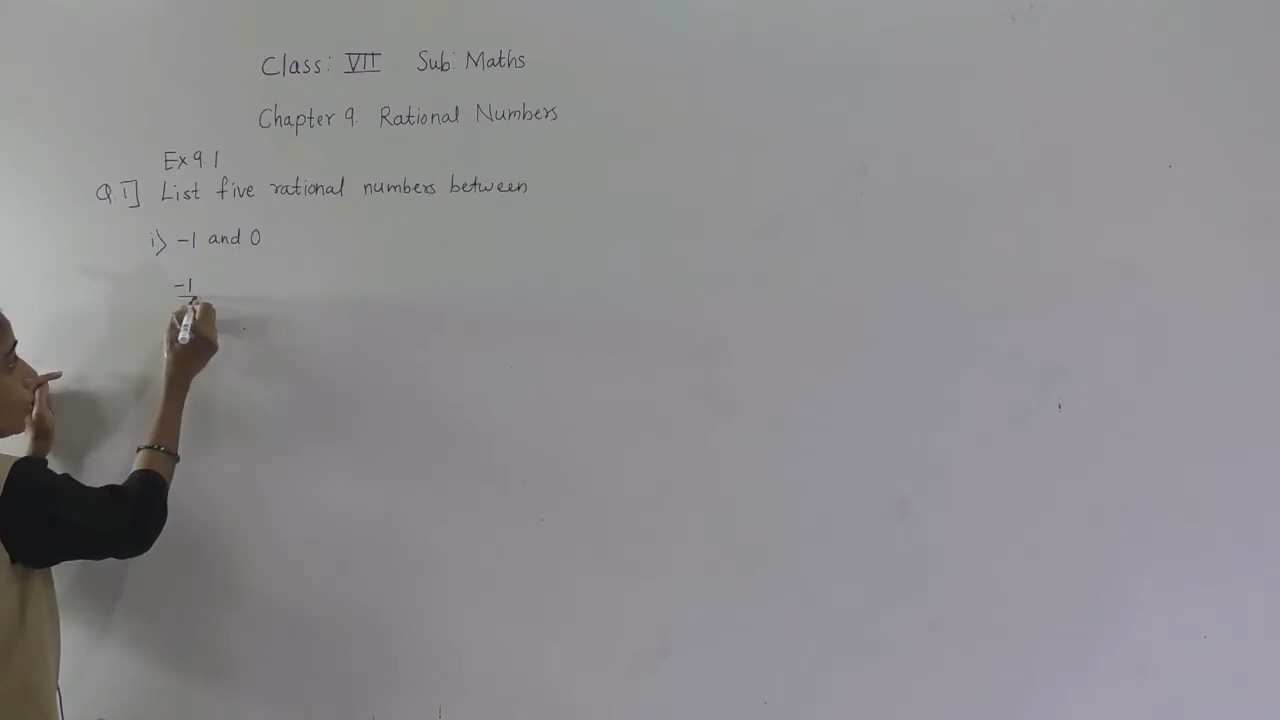 Class: VII Sub: Maths
Chapter 9. Rational Numbers
Ex 9.1
Q.1] List five rational numbers between
i) -1 and 0
-1